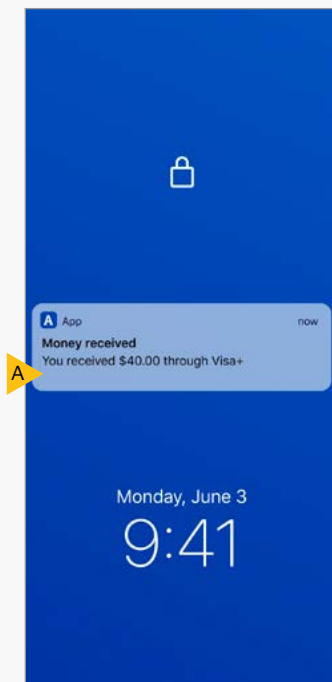 A App now
Money received
You received $40.00 through Visa+
A
Monday, June 3
9:41